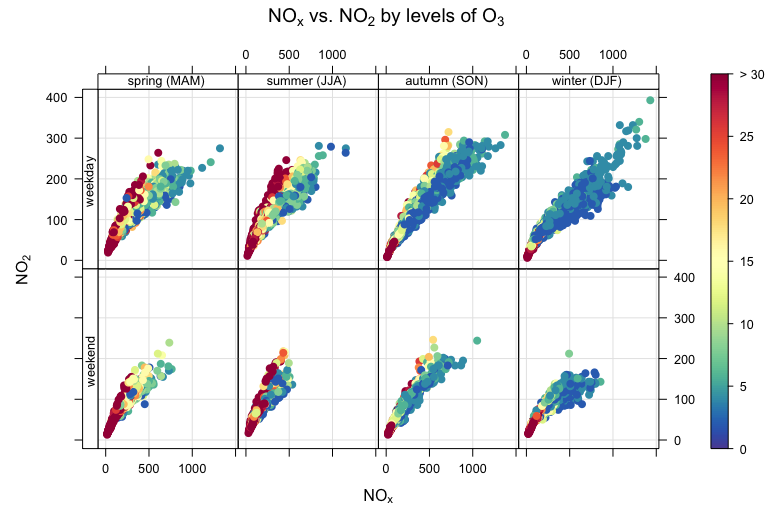 NOx vs. NO2 by levels of O3
0 500 1000 0 500 1000
spring (MAM) summer (JJA) autumn (SON) winter (DJF)
> 30
400
300
200
100
0
weekday
25
20
15
10
5
0
NO2
weekend
400
300
200
100
0
0 500 1000 0 500 1000
NOx